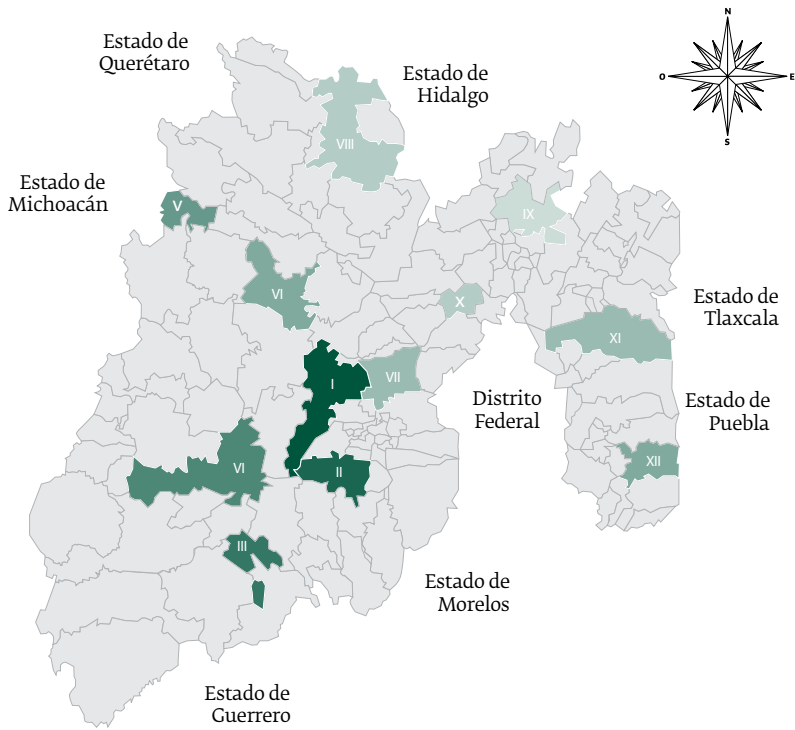 N
O
E
S
Estado de
Querétaro
Estado de
Hidalgo
VIII
Estado de
Michoacán
V
IX
VI
X
Estado de
Tlaxcala
XI
I
VII
Distrito
Federal
Estado de
Puebla
VI
II
XII
III
Estado de
Morelos
Estado de
Guerrero